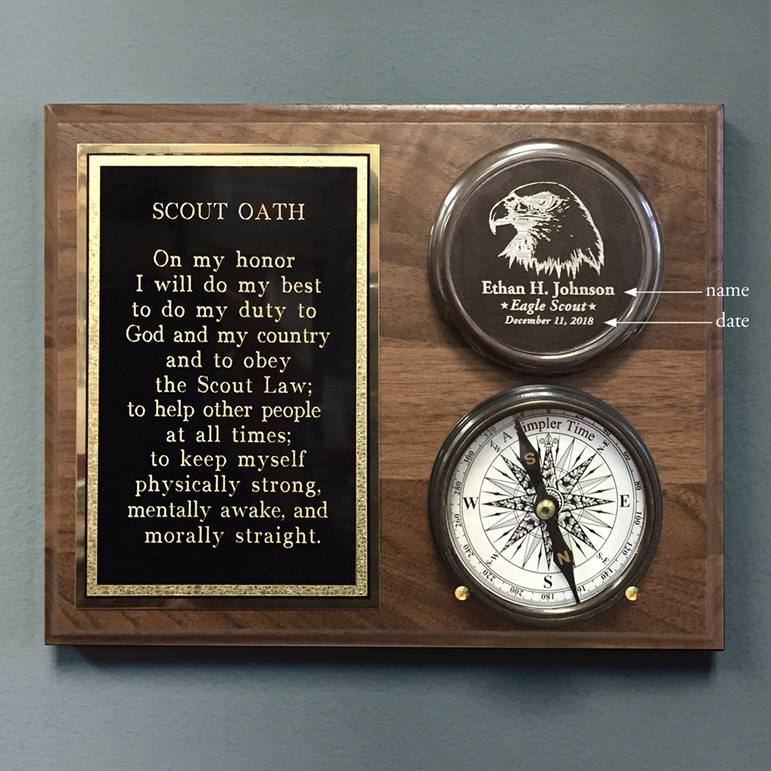 SCOUT OATH
On my honor
I will do my best
to do my duty to
God and my country
and to obey
the Scout Law;
to help other people
at all times;
to keep myself
physically strong,
mentally awake, and
morally straight.
Ethan H. Johnson
★Eagle Scout★
December 11, 2018
name
date
A Simpler Time
S
W
E
N
S